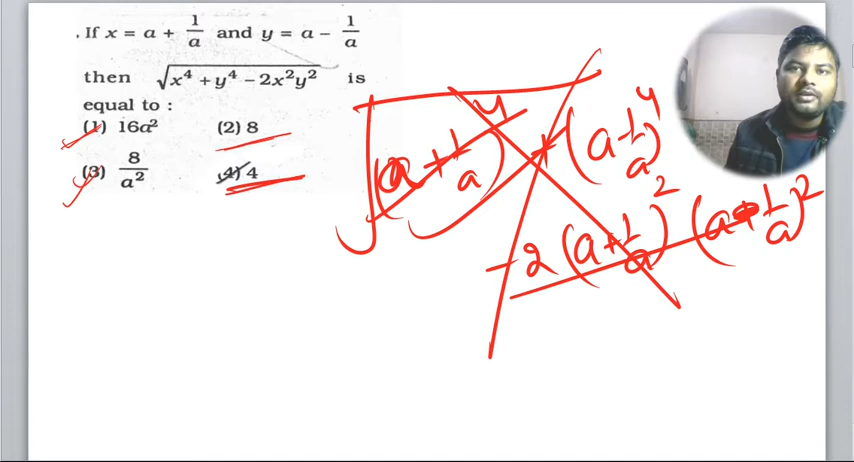 . If x = a + 1/a and y = a - 1/a
then √(x⁴ + y⁴ - 2x²y²) is
equal to :
(1) 16a² (2) 8
(3) 8/a² (4) 4
√(a + 1/a)⁴ + (a - 1/a)⁴
-2 (a + 1/a)² (a - 1/a)²